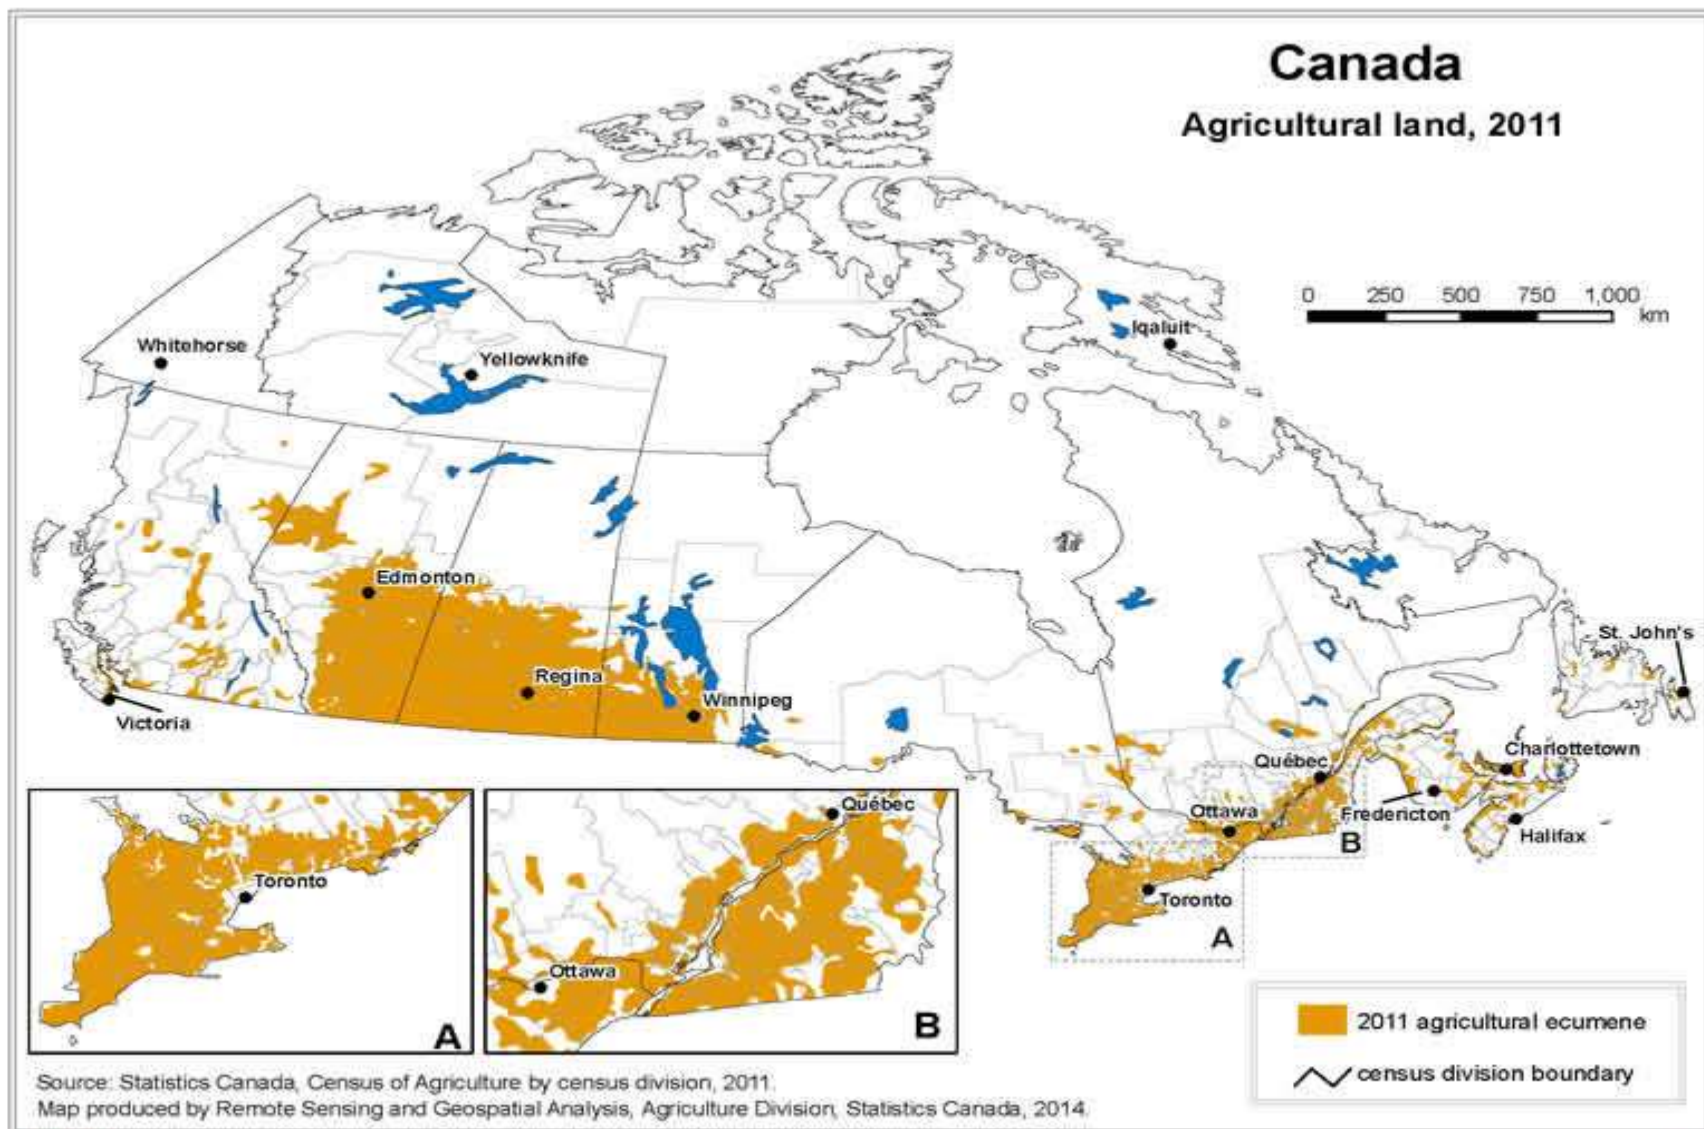 Canada
Agricultural land, 2011
0 250 500 750 1,000
km
Iqaluit
Whitehorse
Yellowknife
Edmonton
Regina
Winnipeg
Victoria
St. John's
Charlottetown
Québec
Ottawa
Fredericton
Halifax
B
Toronto
A
Toronto
A
Québec
Ottawa
B
2011 agricultural ecumene
census division boundary
Source: Statistics Canada, Census of Agriculture by census division, 2011.
Map produced by Remote Sensing and Geospatial Analysis, Agriculture Division, Statistics Canada, 2014.